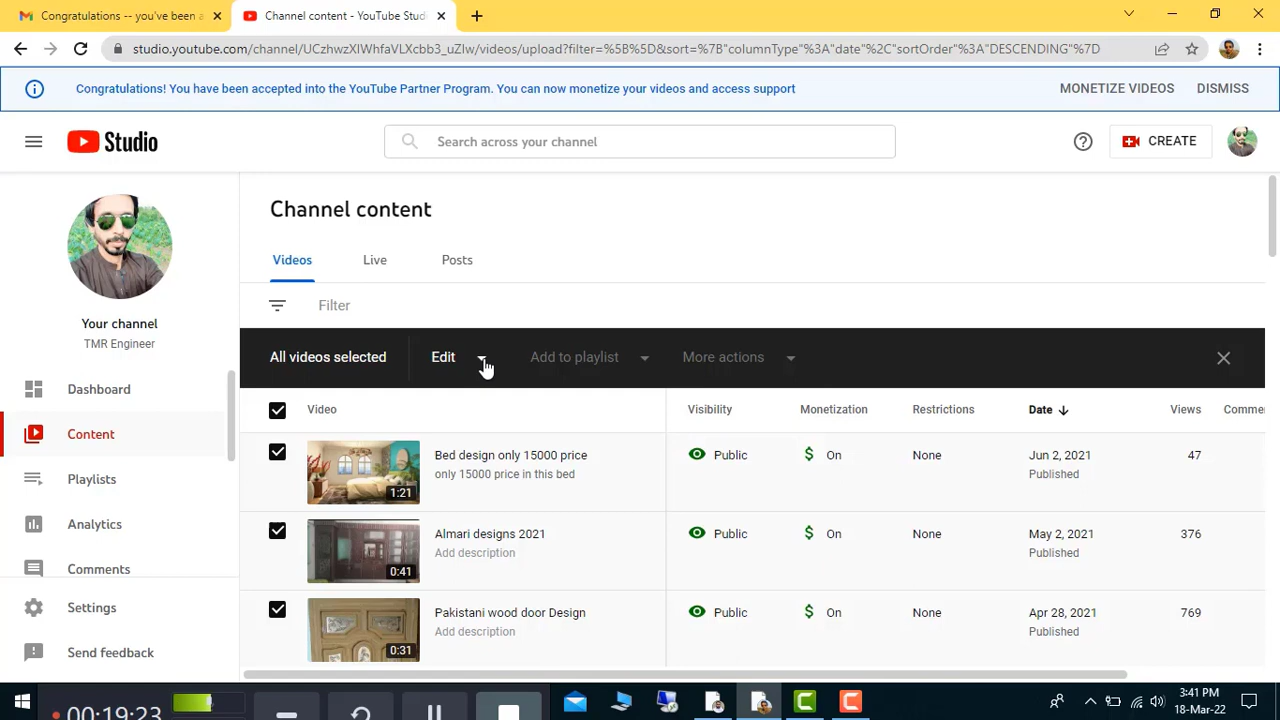 Congratulations -- you've been a
Channel content - YouTube Stud
studio.youtube.com/channel/UCzhwzXIWhfaVLXcbb3_uZIw/videos/upload?filter=%5B%5D&sort=%7B"columnType"%3A"date"%2C"sortOrder"%3A"DESCENDING"%7D
Congratulations! You have been accepted into the YouTube Partner Program. You can now monetize your videos and access support
MONETIZE VIDEOS
DISMISS
Studio
Search across your channel
CREATE
Your channel
TMR Engineer
Dashboard
Content
Playlists
Analytics
Comments
Settings
Send feedback
Channel content
Videos
Live
Posts
Filter
All videos selected
Edit
Add to playlist
More actions
Video
Visibility
Monetization
Restrictions
Date
Views
Comme
Bed design only 15000 price
only 15000 price in this bed
1:21
Public
On
None
Jun 2, 2021
Published
47
Almari designs 2021
Add description
0:41
Public
On
None
May 2, 2021
Published
376
Pakistani wood door Design
Add description
0:31
Public
On
None
Apr 28, 2021
Published
769
00:19:23
3:41 PM
18-Mar-22